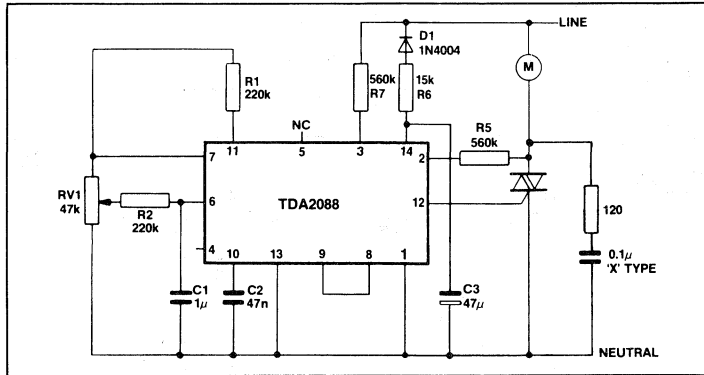 LINE
D1
1N4004
M
R1
220k
560k
R7
15k
R6
NC
11
5
3
14
R5
560k
7
2
RV1
47k
R2
220k
6
TDA2088
12
120
4
10
13
9
8
1
0.1μ
'X' TYPE
C1
1μ
C2
47n
C3
47μ
NEUTRAL